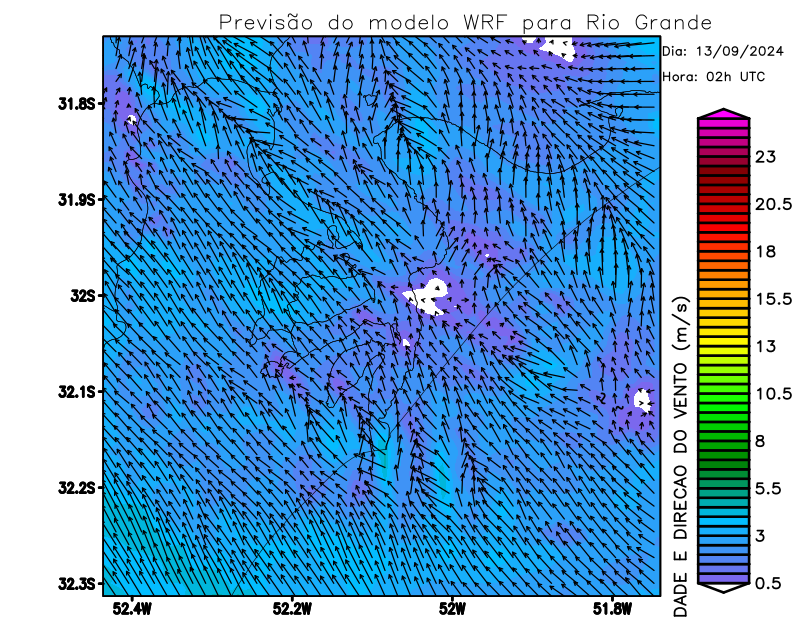 Previsão do modelo WRF para Rio Grande
Dia: 13/09/2024
Hora: 02h UTC
31.8S
31.9S
32S
32.1S
32.2S
32.3S
52.4W
52.2W
52W
51.8W
23
20.5
18
15.5
13
10.5
8
5.5
3
0.5
DADE E DIRECAO DO VENTO (m/s)